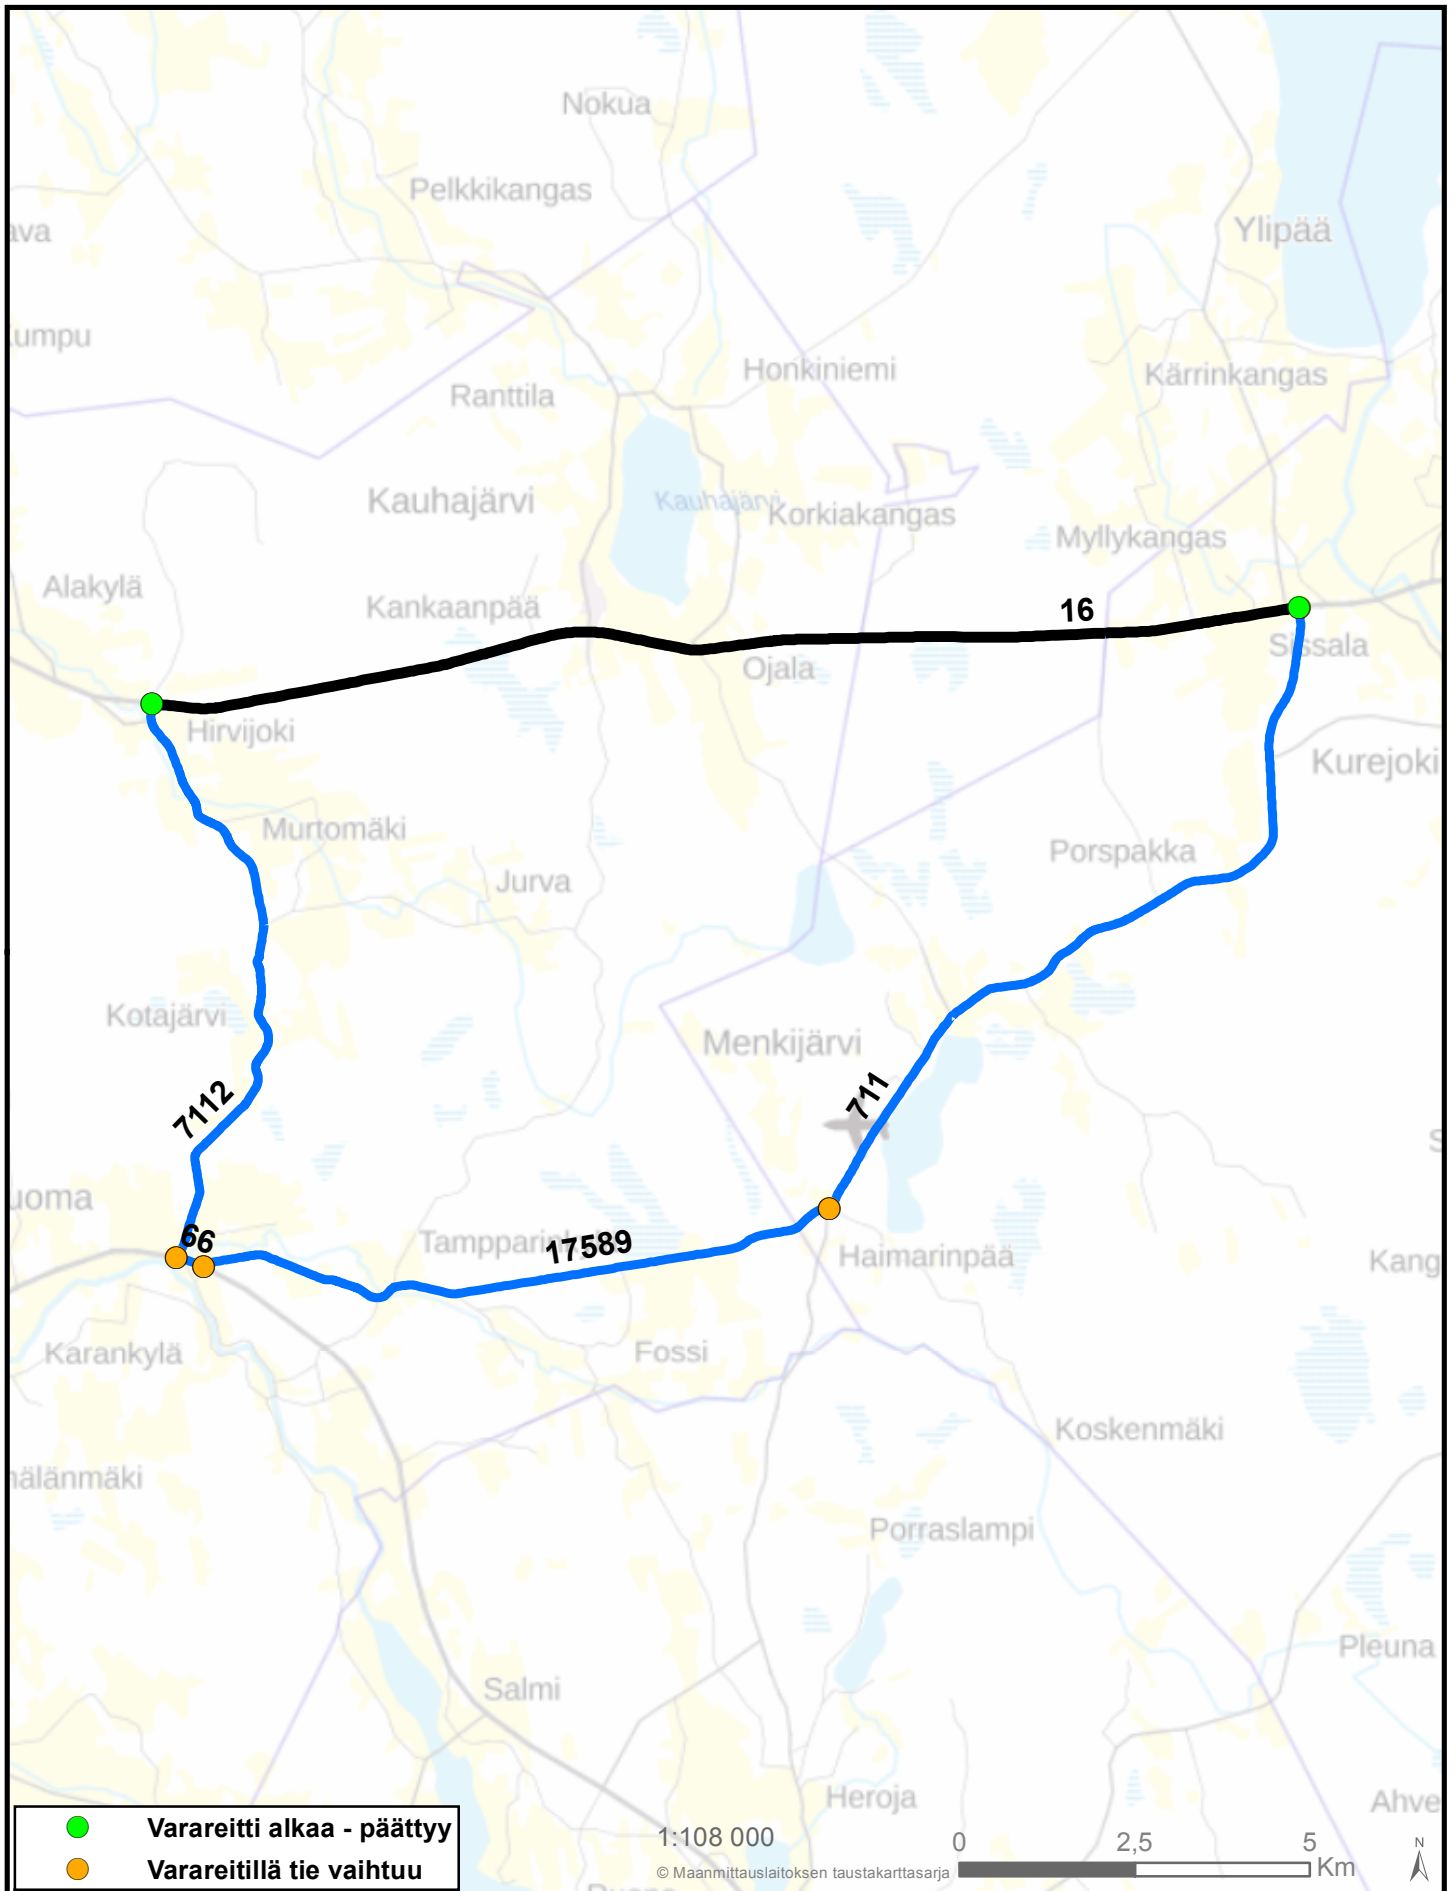 Nokua
Pelkkikangas
Ylipää
Honkiniemi
Kärrinkangas
Ranttila
Kauhajärvi
Kauhajärvi
Korkiakangas
Myllykangas
Alakylä
Kankaanpää
16
Sissala
Ojala
Hirvijoki
Kurejoki
Murtomäki
Porspakka
Jurva
Kotajärvi
Menkijärvi
711
7112
66
17589
Haimarinpää
Karankylä
Fossi
Koskenmäki
Porraslampi
Pleuna
Salmi
Heroja
Varareitti alkaa - päättyy
Varareitillä tie vaihtuu
1:108 000
© Maanmittauslaitoksen taustakarttasarja
0 2,5 5
Km
N